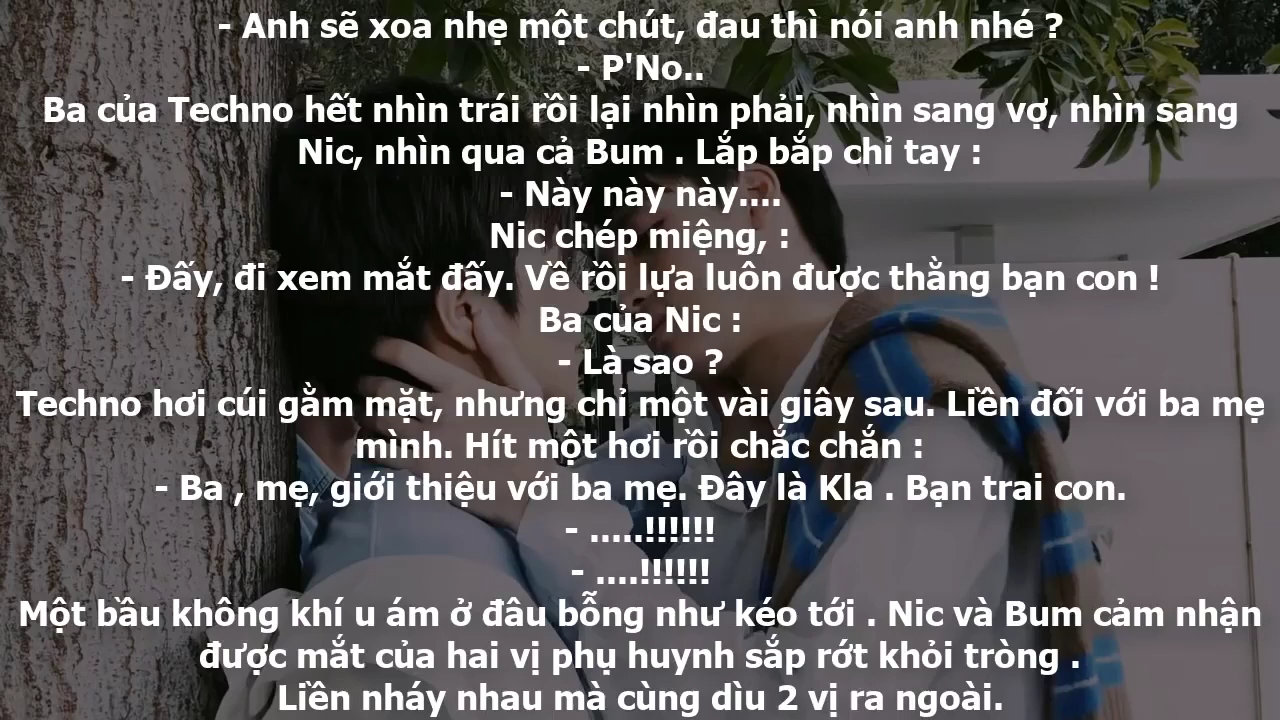 - Anh sẽ xoa nhẹ một chút, đau thì nói anh nhé ?
- P'No..
Ba của Techno hết nhìn trái rồi lại nhìn phải, nhìn sang vợ, nhìn sang
Nic, nhìn qua cả Bum . Lắp bắp chỉ tay :
- Này này này....
Nic chép miệng, :
- Đấy, đi xem mắt đấy. Về rồi lựa luôn được thằng bạn con !
Ba của Nic :
- Là sao ?
Techno hơi cúi gằm mặt, nhưng chỉ một vài giây sau. Liền đối với ba mẹ
mình. Hít một hơi rồi chắc chắn :
- Ba , mẹ, giới thiệu với ba mẹ. Đây là Kla . Bạn trai con.
- .....!!!!!!
- ....!!!!!!
Một bầu không khí u ám ở đâu bỗng như kéo tới . Nic và Bum cảm nhận
được mắt của hai vị phụ huynh sắp rớt khỏi tròng .
Liền nháy nhau mà cùng dìu 2 vị ra ngoài.